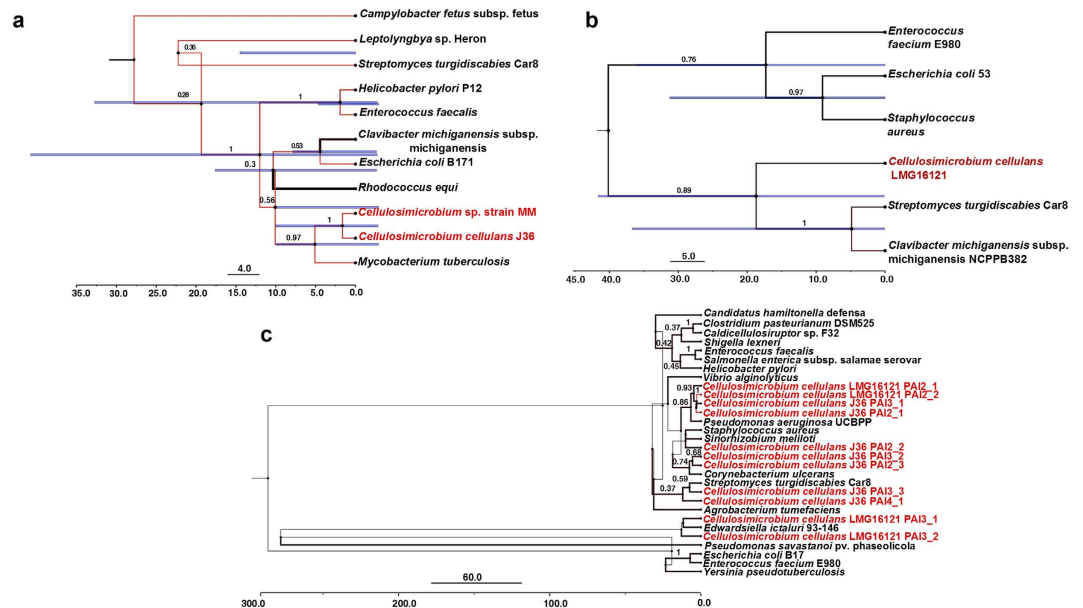 a
Campylobacter fetus subsp. fetus
Leptolyngbya sp. Heron
0.36
Streptomyces turgidiscabies Car8
Helicobacter pylori P12
0.28
1
Enterococcus faecalis
Clavibacter michiganensis subsp.
michiganensis
0.53
1
Escherichia coli B171
0.3
Rhodococcus equi
0.56
Cellulosimicrobium sp. strain MM
1
Cellulosimicrobium cellulans J36
0.97
Mycobacterium tuberculosis
4.0
35.0 30.0 25.0 20.0 15.0 10.0 5.0 0.0
b
Enterococcus
faecium E980
0.76
Escherichia coli 53
0.97
Staphylococcus
aureus
Cellulosimicrobium cellulans
LMG16121
0.89
Streptomyces turgidiscabies Car8
1
Clavibacter michiganensis subsp.
michiganensis NCPPB382
5.0
45.0 40.0 30.0 20.0 10.0 0.0
c
Candidatus hamiltonella defensa
Clostridium pasteurianum DSM525
1
0.37
Caldicellulosiruptor sp. F32
Shigella lexneri
0.42
Enterococcus faecalis
1
Salmonella enterica subsp. salamae serovar
0.45
Helicobacter pylori
Vibrio alginolyticus
Cellulosimicrobium cellulans LMG16121 PAI2_1
0.93
Cellulosimicrobium cellulans LMG16121 PAI2_2
1
Cellulosimicrobium cellulans J36 PAI3_1
0.86
Cellulosimicrobium cellulans J36 PAI2_1
Pseudomonas aeruginosa UCBPP
Staphylococcus aureus
Sinorhizobium meliloti
Cellulosimicrobium cellulans J36 PAI2_2
0.68
Cellulosimicrobium cellulans J36 PAI3_2
0.74
Cellulosimicrobium cellulans J36 PAI2_3
Corynebacterium ulcerans
0.59
Streptomyces turgidiscabies Car8
0.37
Cellulosimicrobium cellulans J36 PAI3_3
Cellulosimicrobium cellulans J36 PAI4_1
Agrobacterium tumefaciens
Cellulosimicrobium cellulans LMG16121 PAI3_1
Edwardsiella ictaluri 93-146
Cellulosimicrobium cellulans LMG16121 PAI3_2
Pseudomonas savastanoi pv. phaseolicola
1
Escherichia coli B17
Enterococcus faecium E980
Yersinia pseudotuberculosis
60.0
300.0 200.0 100.0 0.0